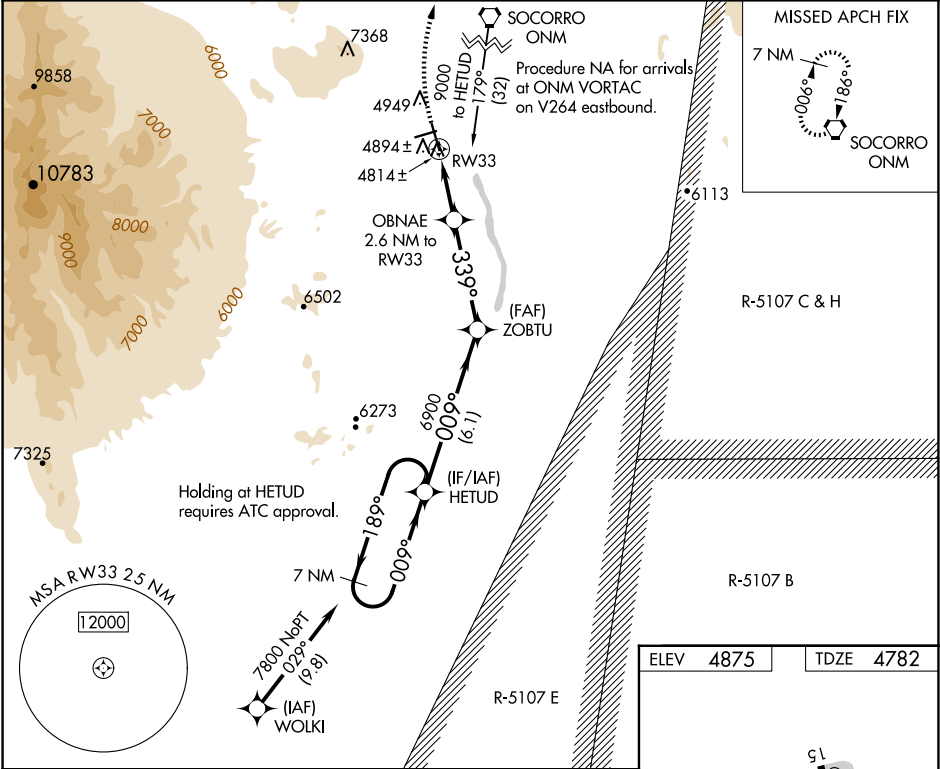 SOCORRO
ONM
MISSED APCH FIX
7 NM
006°
186°
SOCORRO
ONM
7368
6000
9858
7000
4949
9000
to HETUD
179°
(32)
Procedure NA for arrivals
at ONM VORTAC
on V264 eastbound.
4894±
4814±
RW33
10783
8000
9000
6113
OBNAE
2.6 NM to
RW33
339°
6502
6000
7000
R-5107 C & H
(FAF)
ZOBTU
6900
009°
(6.1)
6273
7325
(IF/IAF)
HETUD
Holding at HETUD
requires ATC approval.
189°
009°
7 NM
R-5107 B
MSA RW33 25 NM
12000
7800 NoPT
029°
(9.8)
(IAF)
WOLKI
R-5107 E
ELEV 4875
TDZE 4782
15